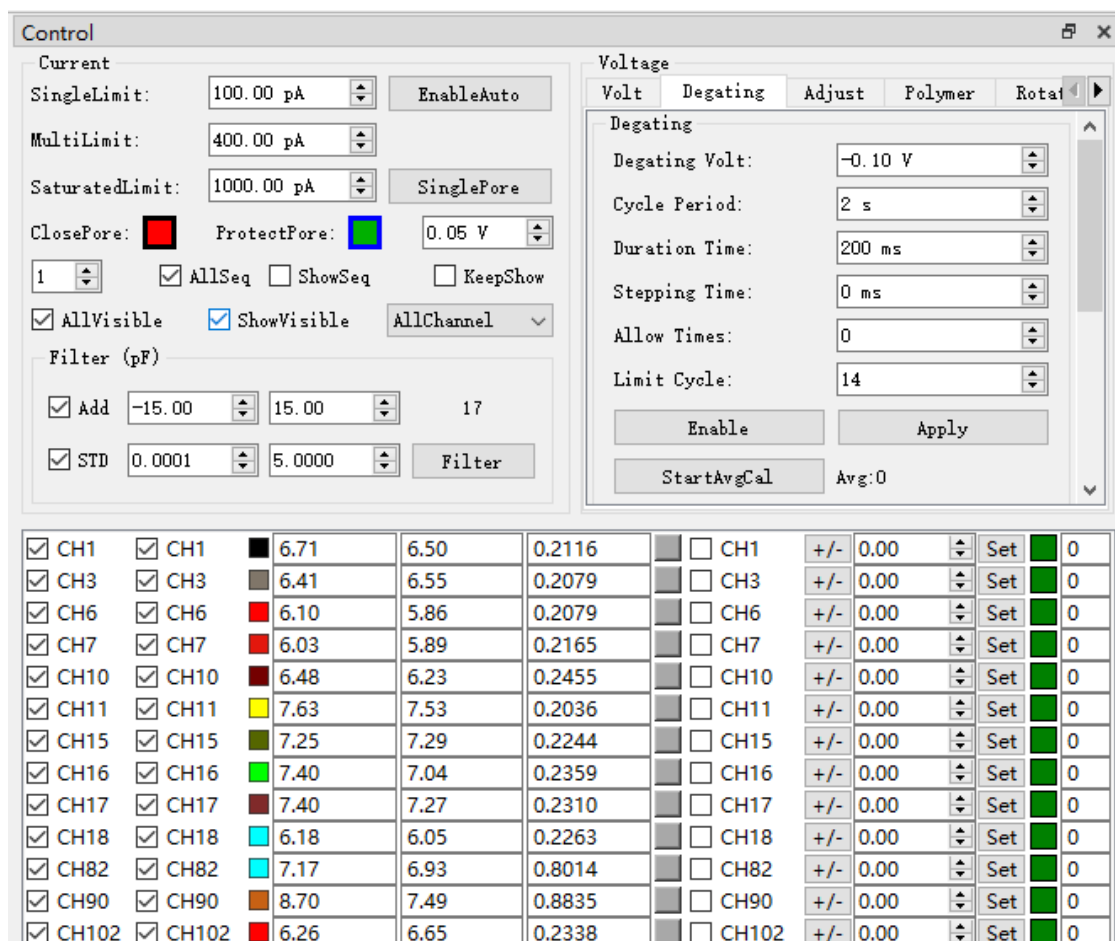 Control
Current
SingleLimit: 100.00 pA EnableAuto
MultiLimit: 400.00 pA
SaturatedLimit: 1000.00 pA SinglePore
ClosePore: ProtectPore: 0.05 V
1 AllSeq ShowSeq KeepShow
AllVisible ShowVisible AllChannel
Filter (pF)
Add -15.00 15.00 17
STD 0.0001 5.0000 Filter
Voltage
Volt Degating Adjust Polymer Rotat
Degating
Degating Volt: -0.10 V
Cycle Period: 2 s
Duration Time: 200 ms
Stepping Time: 0 ms
Allow Times: 0
Limit Cycle: 14
Enable Apply
StartAvgCal Avg:0
CH1 CH1 6.71 6.50 0.2116 CH1 +/- 0.00 Set 0
CH3 CH3 6.41 6.55 0.2079 CH3 +/- 0.00 Set 0
CH6 CH6 6.10 5.86 0.2079 CH6 +/- 0.00 Set 0
CH7 CH7 6.03 5.89 0.2165 CH7 +/- 0.00 Set 0
CH10 CH10 6.48 6.23 0.2455 CH10 +/- 0.00 Set 0
CH11 CH11 7.63 7.53 0.2036 CH11 +/- 0.00 Set 0
CH15 CH15 7.25 7.29 0.2244 CH15 +/- 0.00 Set 0
CH16 CH16 7.40 7.04 0.2359 CH16 +/- 0.00 Set 0
CH17 CH17 7.40 7.27 0.2310 CH17 +/- 0.00 Set 0
CH18 CH18 6.18 6.05 0.2263 CH18 +/- 0.00 Set 0
CH82 CH82 7.17 6.93 0.8014 CH82 +/- 0.00 Set 0
CH90 CH90 8.70 7.49 0.8835 CH90 +/- 0.00 Set 0
CH102 CH102 6.26 6.65 0.2338 CH102 +/- 0.00 Set 0